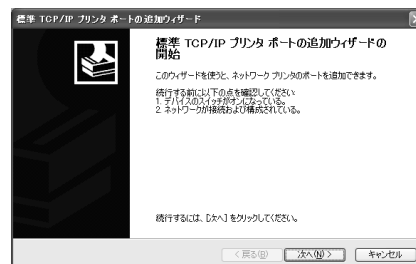 標準 TCP/IP プリンタ ポートの追加ウィザード
標準 TCP/IP プリンタ ポートの追加ウィザードの
開始
このウィザードを使うと、ネットワーク プリンタのポートを追加できます。
続行する前に以下の点を確認してください:
1. デバイスのスイッチがオンになっている。
2. ネットワークが接続および構成されている。
続行するには、[次へ] をクリックしてください。
< 戻る(B)
次へ(N) >
キャンセル